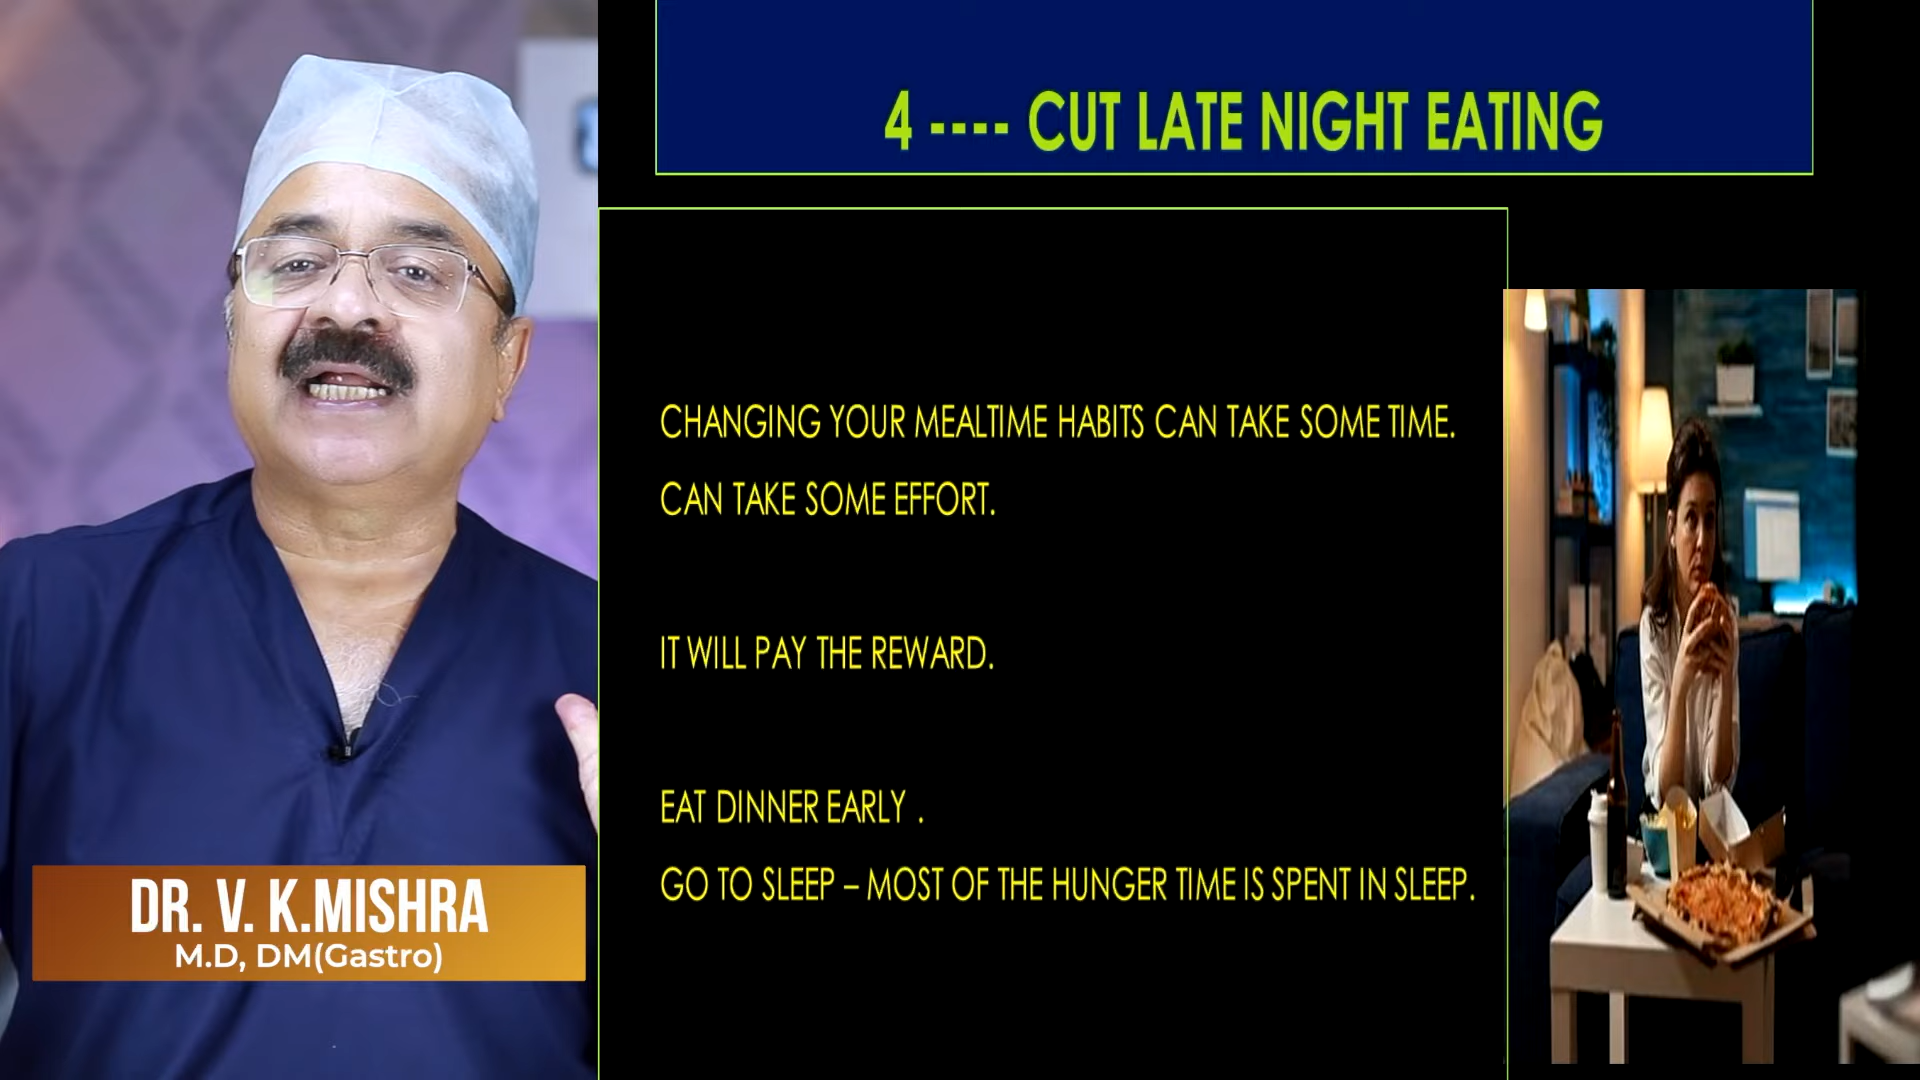 4 ---- CUT LATE NIGHT EATING
CHANGING YOUR MEALTIME HABITS CAN TAKE SOME TIME.
CAN TAKE SOME EFFORT.
IT WILL PAY THE REWARD.
EAT DINNER EARLY .
GO TO SLEEP – MOST OF THE HUNGER TIME IS SPENT IN SLEEP.
DR. V. K.MISHRA
M.D, DM(Gastro)